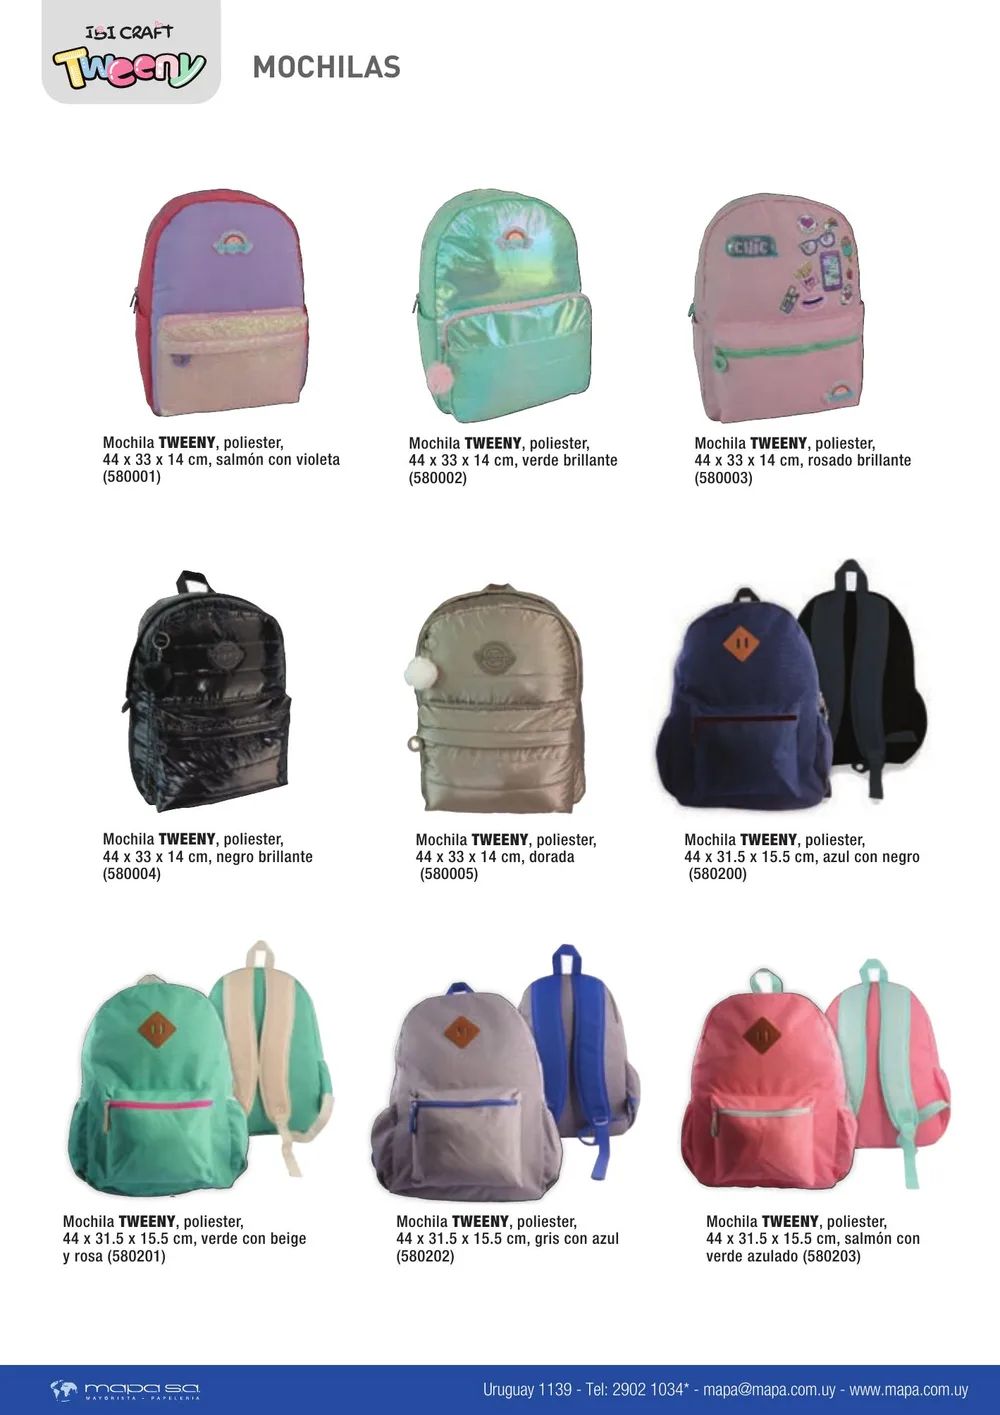 IBI CRAFT
Tweeny
MOCHILAS
CHIC
Mochila TWEENY, poliester,
44 x 33 x 14 cm, salmón con violeta
(580001)
Mochila TWEENY, poliester,
44 x 33 x 14 cm, verde brillante
(580002)
Mochila TWEENY, poliester,
44 x 33 x 14 cm, rosado brillante
(580003)
Mochila TWEENY, poliester,
44 x 33 x 14 cm, negro brillante
(580004)
Mochila TWEENY, poliester,
44 x 33 x 14 cm, dorada
(580005)
Mochila TWEENY, poliester,
44 x 31.5 x 15.5 cm, azul con negro
(580200)
Mochila TWEENY, poliester,
44 x 31.5 x 15.5 cm, verde con beige
y rosa (580201)
Mochila TWEENY, poliester,
44 x 31.5 x 15.5 cm, gris con azul
(580202)
Mochila TWEENY, poliester,
44 x 31.5 x 15.5 cm, salmón con
verde azulado (580203)
mapa sa
MAYORISTA - PAPELERIA
Uruguay 1139 - Tel: 2902 1034* - mapa@mapa.com.uy - www.mapa.com.uy